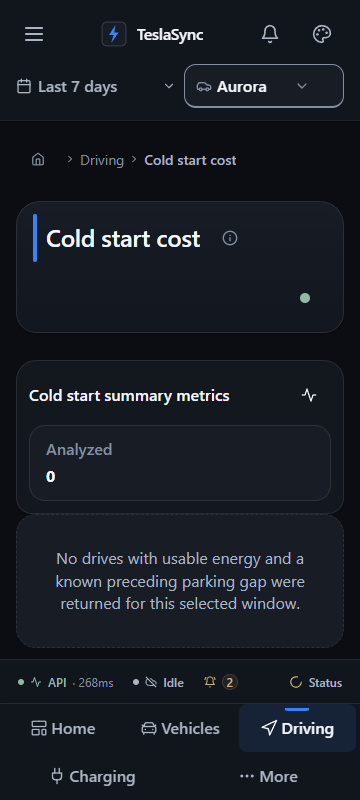 TeslaSync
Last 7 days
Aurora
Driving
Cold start cost
Cold start cost
Cold start summary metrics
Analyzed
0
No drives with usable energy and a
known preceding parking gap were
returned for this selected window.
API · 268ms
Idle
2
Status
Home
Vehicles
Driving
Charging
More